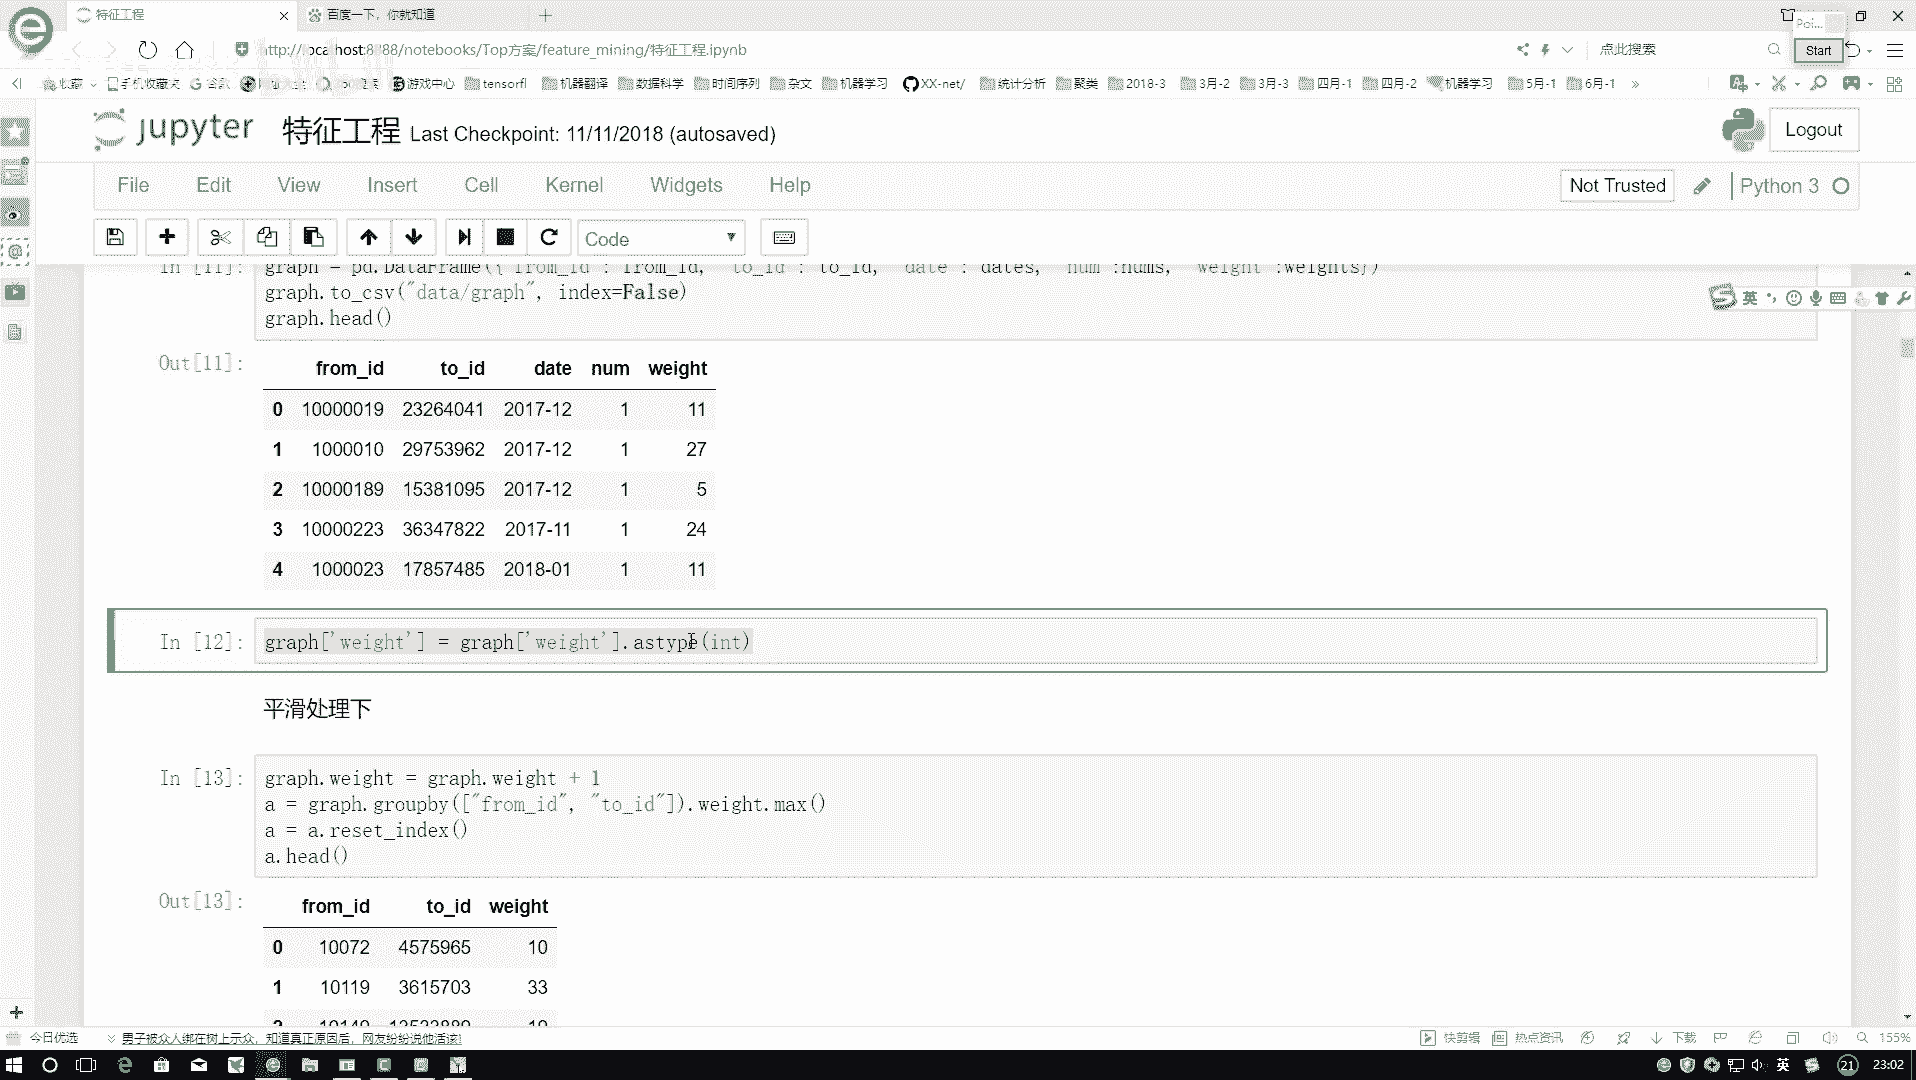 特征工程
百度一下，你就知道
Poi...
http://localhost:8888/notebooks/Top方案/feature_mining/特征工程.ipynb
点此搜索
Start
收藏
手机收藏夹
谷歌
游戏中心
tensorfl
机器翻译
数据科学
时间序列
杂文
机器学习
XX-net/
统计分析
聚类
2018-3
3月-2
3月-3
四月-1
四月-2
机器学习
5月-1
6月-1
»
jupyter
特征工程 Last Checkpoint: 11/11/2018 (autosaved)
Logout
File Edit View Insert Cell Kernel Widgets Help
Not Trusted
Python 3
Code
In [11]: graph = pd.DataFrame({'from_id': from_id, 'to_id': to_id, 'date': dates, 'num':nums, 'weight':weights})
graph.to_csv("data/graph", index=False)
graph.head()
Out[11]:
from_id to_id date num weight
0 10000019 23264041 2017-12 1 11
1 1000010 29753962 2017-12 1 27
2 10000189 15381095 2017-12 1 5
3 10000223 36347822 2017-11 1 24
4 1000023 17857485 2018-01 1 11
In [12]: graph['weight'] = graph['weight'].astype(int)
平滑处理下
In [13]: graph.weight = graph.weight + 1
a = graph.groupby(["from_id", "to_id"]).weight.max()
a = a.reset_index()
a.head()
Out[13]:
from_id to_id weight
0 10072 4575965 10
1 10119 3615703 33
英
今日优选
男子被众人绑在树上示众，知道真正原因后，网友纷纷说他活该!
快剪辑
热点资讯
下载
155%
英
21
23:02